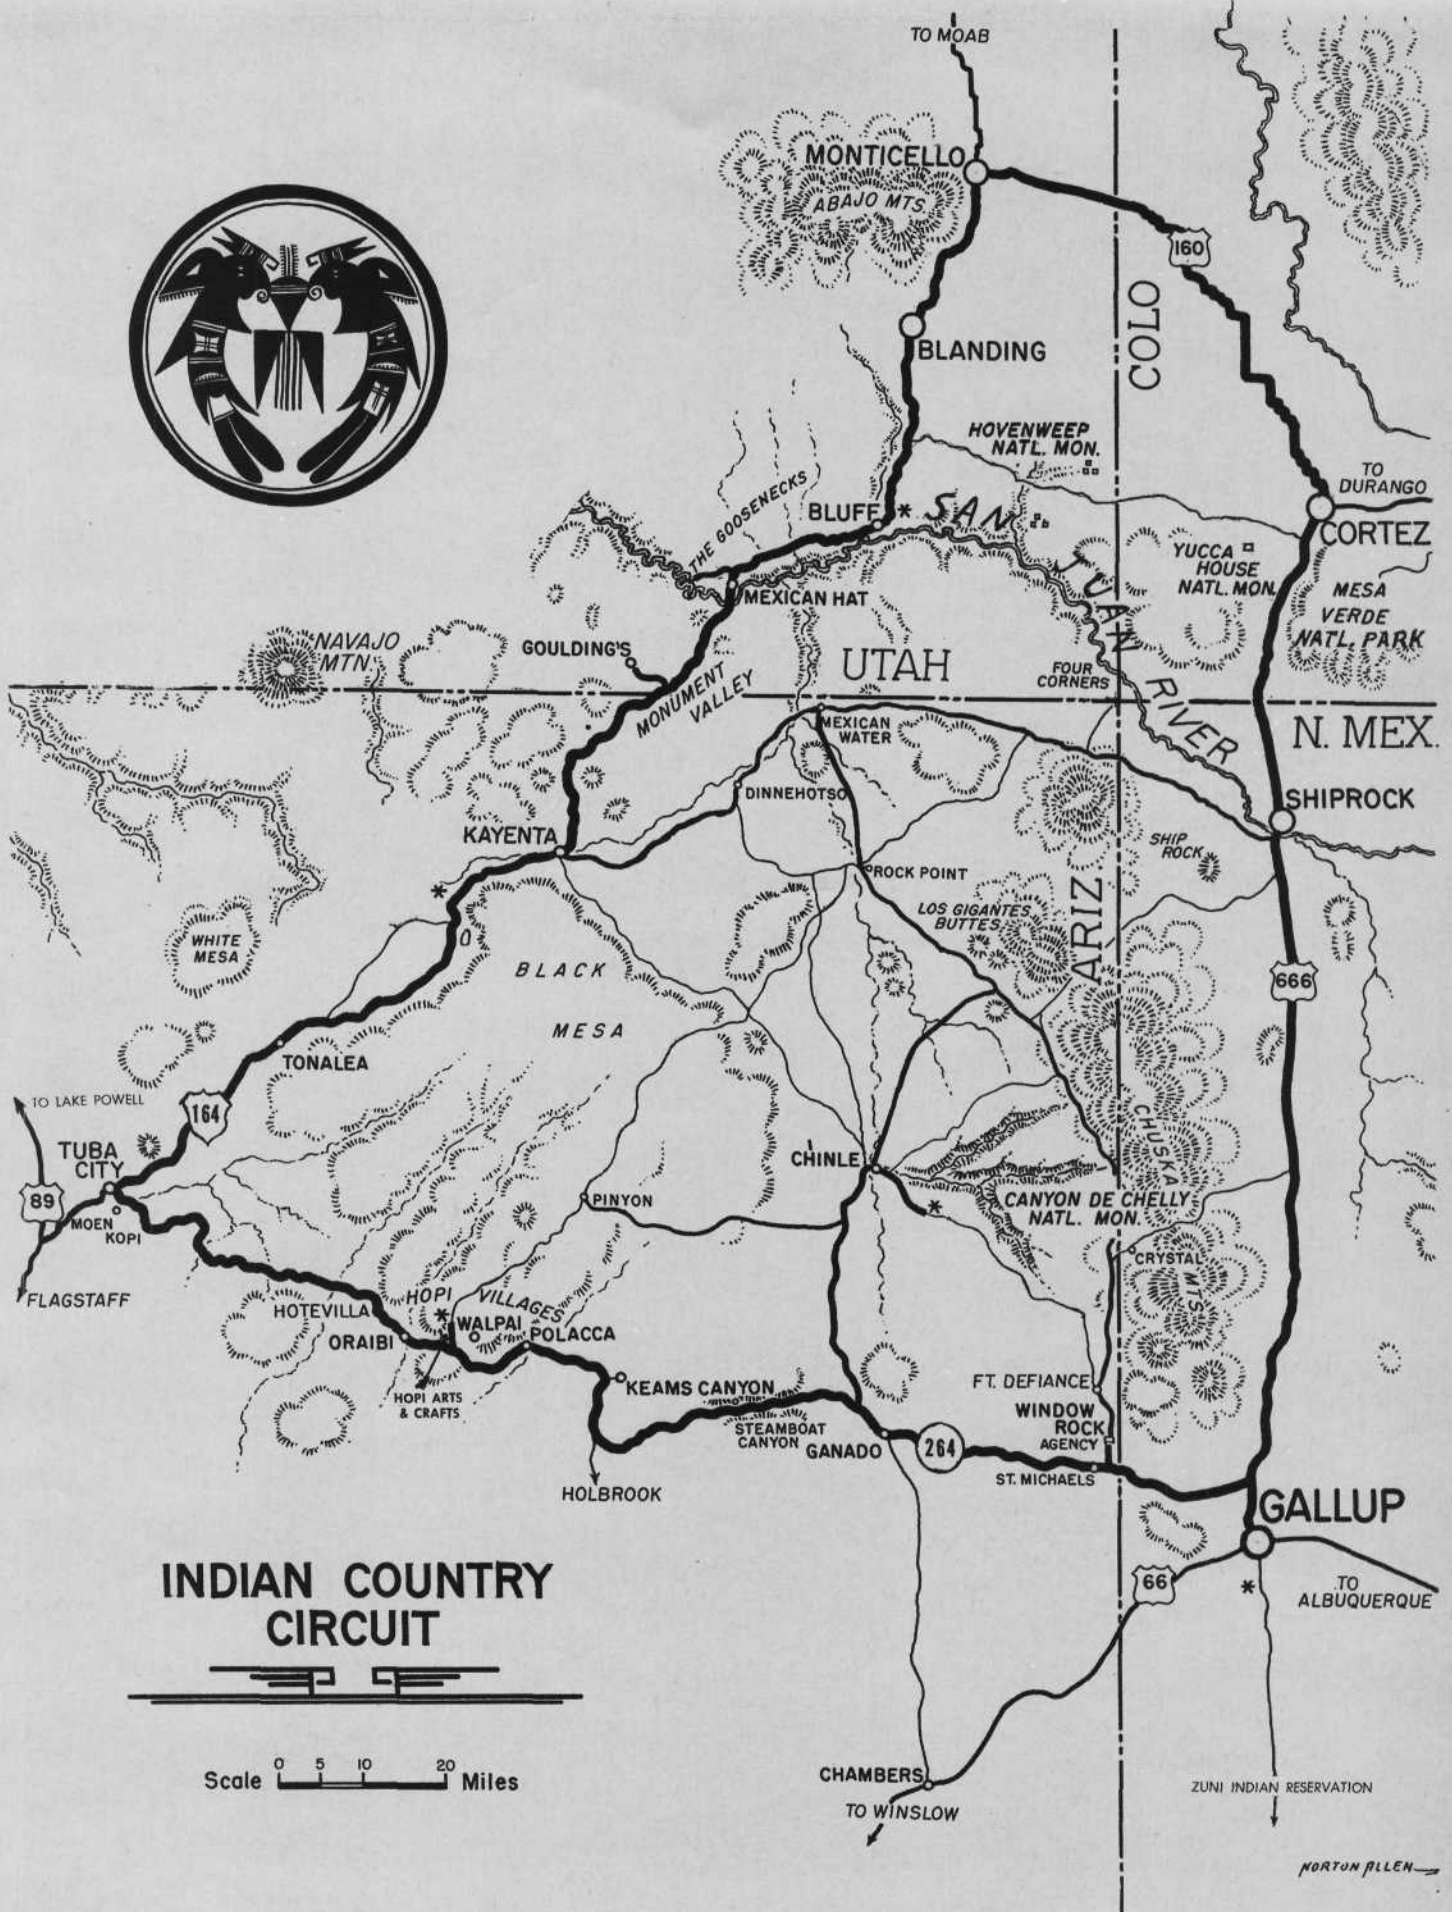 TO MOAB
MONTICELLO
ABAJO MTS.
160
COLO
BLANDING
HOVENWEEP
NATL. MON.
TO
DURANGO
THE GOOSENECKS
BLUFF *
SAN
JUAN
RIVER
CORTEZ
YUCCA
HOUSE
NATL. MON.
MESA
VERDE
NATL. PARK
MEXICAN HAT
NAVAJO
MTN.
GOULDING'S
UTAH
FOUR
CORNERS
MONUMENT
VALLEY
MEXICAN
WATER
N. MEX.
DINNEHOTSO
SHIPROCK
KAYENTA
SHIP
ROCK
*
ROCK POINT
LOS GIGANTES
BUTTES
ARIZ.
WHITE
MESA
BLACK
MESA
666
TONALEA
TO LAKE POWELL
164
TUBA
CITY
CHUSKA
MTS.
CHINLE
89
MOEN
KOPI
PINYON
*
CANYON DE CHELLY
NATL. MON.
CRYSTAL
FLAGSTAFF
HOTEVILLA
HOPI
VILLAGES
*
WALPAI
ORAIBI
POLACCA
HOPI ARTS
& CRAFTS
KEAMS CANYON
FT. DEFIANCE
WINDOW
ROCK
AGENCY
STEAMBOAT
CANYON
GANADO
264
ST. MICHAELS
HOLBROOK
GALLUP
66
*
TO
ALBUQUERQUE
INDIAN COUNTRY
CIRCUIT
Scale 0 5 10 20 Miles
CHAMBERS
TO WINSLOW
ZUNI INDIAN RESERVATION
NORTON ALLEN